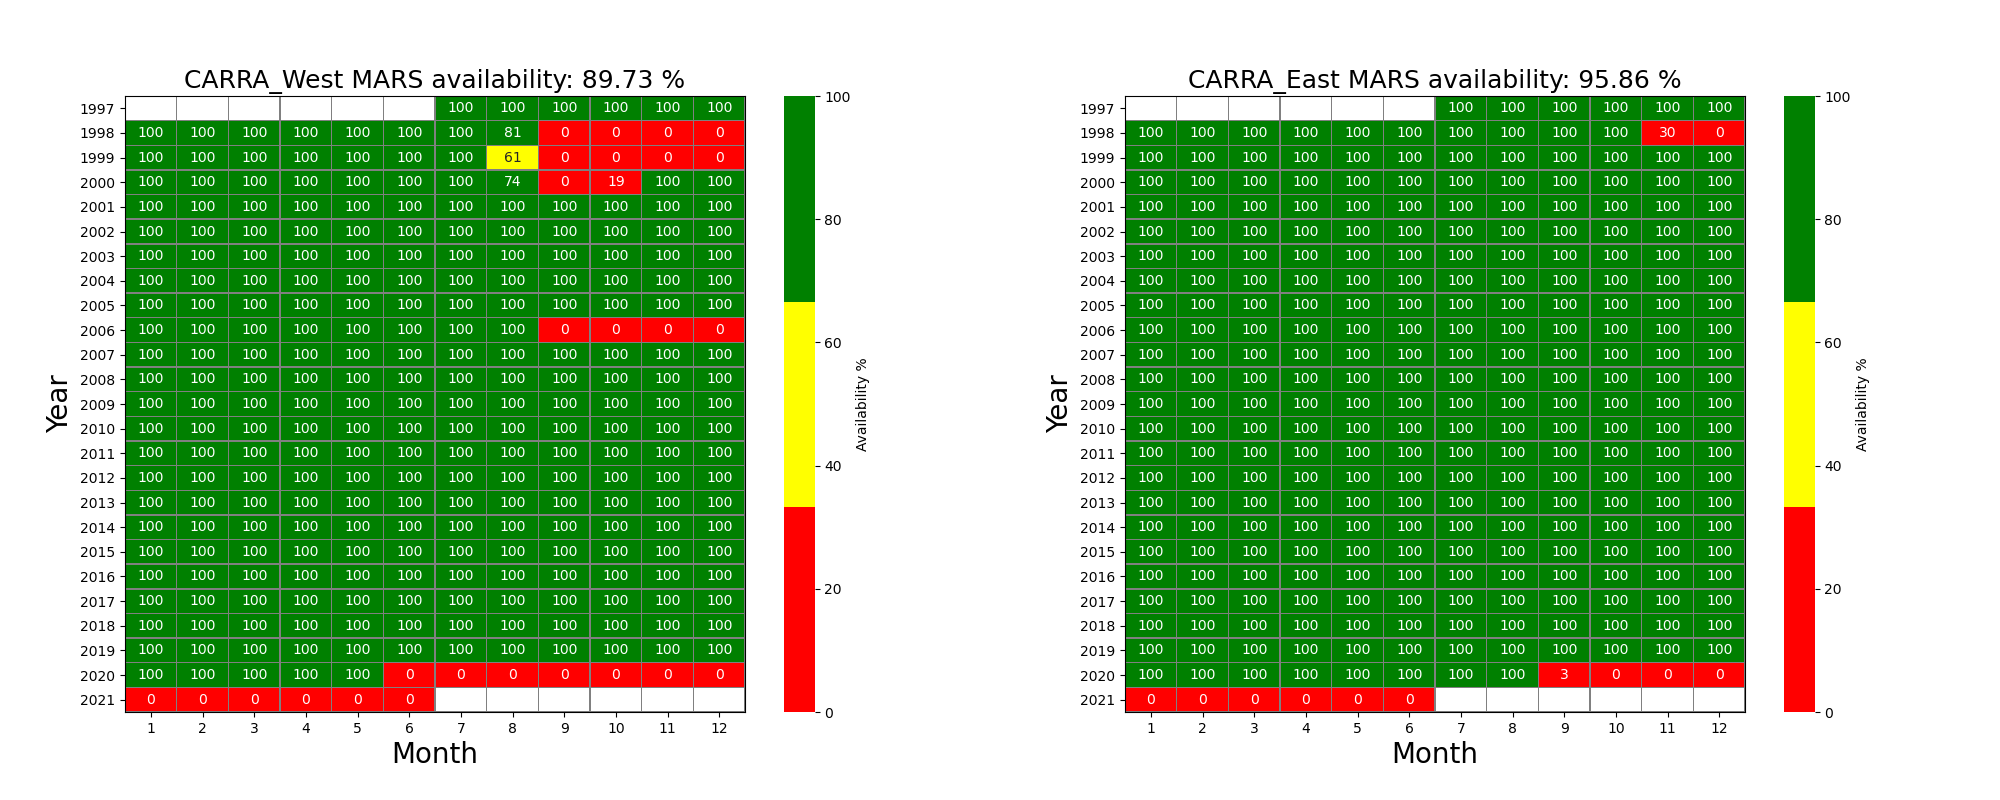 CARRA_West MARS availability: 89.73 %
1997 100 100 100 100 100 100
1998 100 100 100 100 100 100 100 81 0 0 0 0
1999 100 100 100 100 100 100 100 61 0 0 0 0
2000 100 100 100 100 100 100 100 74 0 19 100 100
2001 100 100 100 100 100 100 100 100 100 100 100 100
2002 100 100 100 100 100 100 100 100 100 100 100 100
2003 100 100 100 100 100 100 100 100 100 100 100 100
2004 100 100 100 100 100 100 100 100 100 100 100 100
2005 100 100 100 100 100 100 100 100 100 100 100 100
2006 100 100 100 100 100 100 100 100 0 0 0 0
2007 100 100 100 100 100 100 100 100 100 100 100 100
2008 100 100 100 100 100 100 100 100 100 100 100 100
2009 100 100 100 100 100 100 100 100 100 100 100 100
2010 100 100 100 100 100 100 100 100 100 100 100 100
2011 100 100 100 100 100 100 100 100 100 100 100 100
2012 100 100 100 100 100 100 100 100 100 100 100 100
2013 100 100 100 100 100 100 100 100 100 100 100 100
2014 100 100 100 100 100 100 100 100 100 100 100 100
2015 100 100 100 100 100 100 100 100 100 100 100 100
2016 100 100 100 100 100 100 100 100 100 100 100 100
2017 100 100 100 100 100 100 100 100 100 100 100 100
2018 100 100 100 100 100 100 100 100 100 100 100 100
2019 100 100 100 100 100 100 100 100 100 100 100 100
2020 100 100 100 100 100 0 0 0 0 0 0 0
2021 0 0 0 0 0 0
1 2 3 4 5 6 7 8 9 10 11 12
Month
Year
100
80
60
40
20
0
Availability %
CARRA_East MARS availability: 95.86 %
1997 100 100 100 100 100 100
1998 100 100 100 100 100 100 100 100 100 100 30 0
1999 100 100 100 100 100 100 100 100 100 100 100 100
2000 100 100 100 100 100 100 100 100 100 100 100 100
2001 100 100 100 100 100 100 100 100 100 100 100 100
2002 100 100 100 100 100 100 100 100 100 100 100 100
2003 100 100 100 100 100 100 100 100 100 100 100 100
2004 100 100 100 100 100 100 100 100 100 100 100 100
2005 100 100 100 100 100 100 100 100 100 100 100 100
2006 100 100 100 100 100 100 100 100 100 100 100 100
2007 100 100 100 100 100 100 100 100 100 100 100 100
2008 100 100 100 100 100 100 100 100 100 100 100 100
2009 100 100 100 100 100 100 100 100 100 100 100 100
2010 100 100 100 100 100 100 100 100 100 100 100 100
2011 100 100 100 100 100 100 100 100 100 100 100 100
2012 100 100 100 100 100 100 100 100 100 100 100 100
2013 100 100 100 100 100 100 100 100 100 100 100 100
2014 100 100 100 100 100 100 100 100 100 100 100 100
2015 100 100 100 100 100 100 100 100 100 100 100 100
2016 100 100 100 100 100 100 100 100 100 100 100 100
2017 100 100 100 100 100 100 100 100 100 100 100 100
2018 100 100 100 100 100 100 100 100 100 100 100 100
2019 100 100 100 100 100 100 100 100 100 100 100 100
2020 100 100 100 100 100 100 100 100 3 0 0 0
2021 0 0 0 0 0 0
1 2 3 4 5 6 7 8 9 10 11 12
Month
Year
100
80
60
40
20
0
Availability %